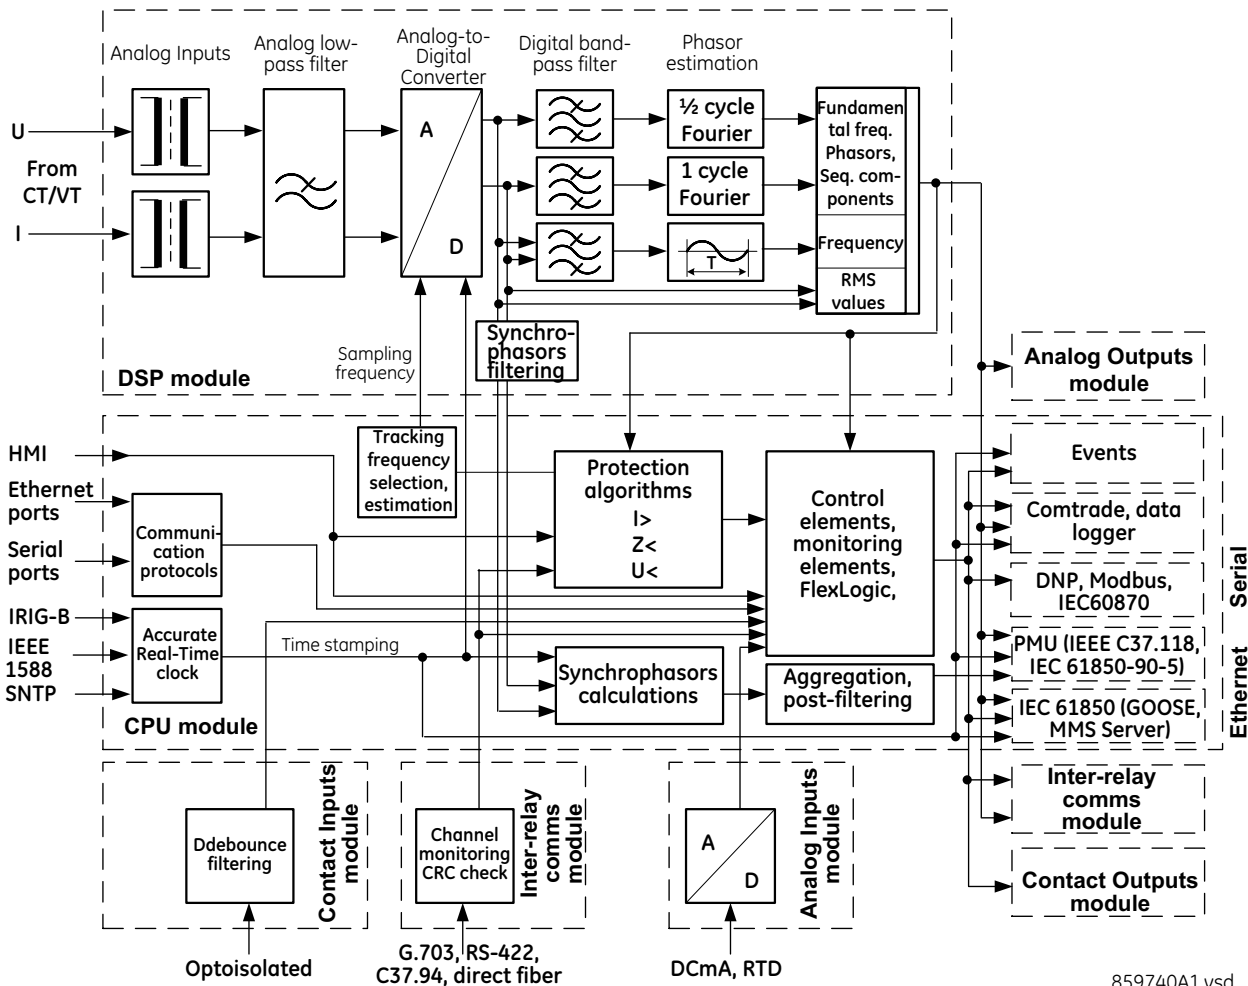 Analog Inputs
Analog low-
pass filter
Analog-to-
Digital
Converter
Digital band-
pass filter
Phasor
estimation
U
From
CT/VT
I
A
D
½ cycle
Fourier
1 cycle
Fourier
T
Fundamen
tal freq.
Phasors,
Seq. com-
ponents
Frequency
RMS
values
Synchro-
phasors
filtering
Sampling
frequency
DSP module
Analog Outputs
module
HMI
Ethernet
ports
Serial
ports
IRIG-B
IEEE
1588
SNTP
Communi-
cation
protocols
Accurate
Real-Time
clock
Time stamping
CPU module
Tracking
frequency
selection,
estimation
Protection
algorithms
I>
Z<
U<
Control
elements,
monitoring
elements,
FlexLogic,
Synchrophasors
calculations
Aggregation,
post-filtering
Events
Comtrade, data
logger
DNP, Modbus,
IEC60870
PMU (IEEE C37.118,
IEC 61850-90-5)
IEC 61850 (GOOSE,
MMS Server)
Serial
Ethernet
Inter-relay
comms
module
Contact Outputs
module
Ddebounce
filtering
Contact Inputs
module
Optoisolated
Channel
monitoring
CRC check
Inter-relay
comms
module
G.703, RS-422,
C37.94, direct fiber
A
D
Analog Inputs
module
DCmA, RTD
859740A1.vsd